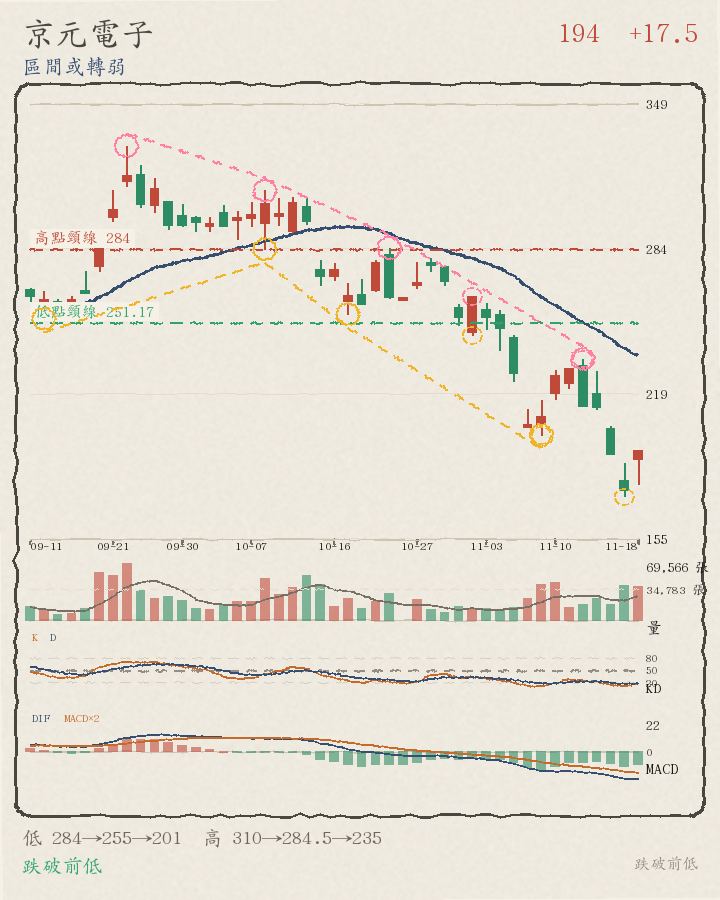 京元電子
194 +17.5
區間或轉弱
349
高點頸線 284
284
低點頸線 251.17
219
155
09-11 09-21 09-30 10-07 10-16 10-27 11-03 11-10 11-18
69,566 張
34,783 張
量
K D
80
50
20
KD
DIF MACD×2
22
0
MACD
低 284→255→201 高 310→284.5→235
跌破前低
跌破前低